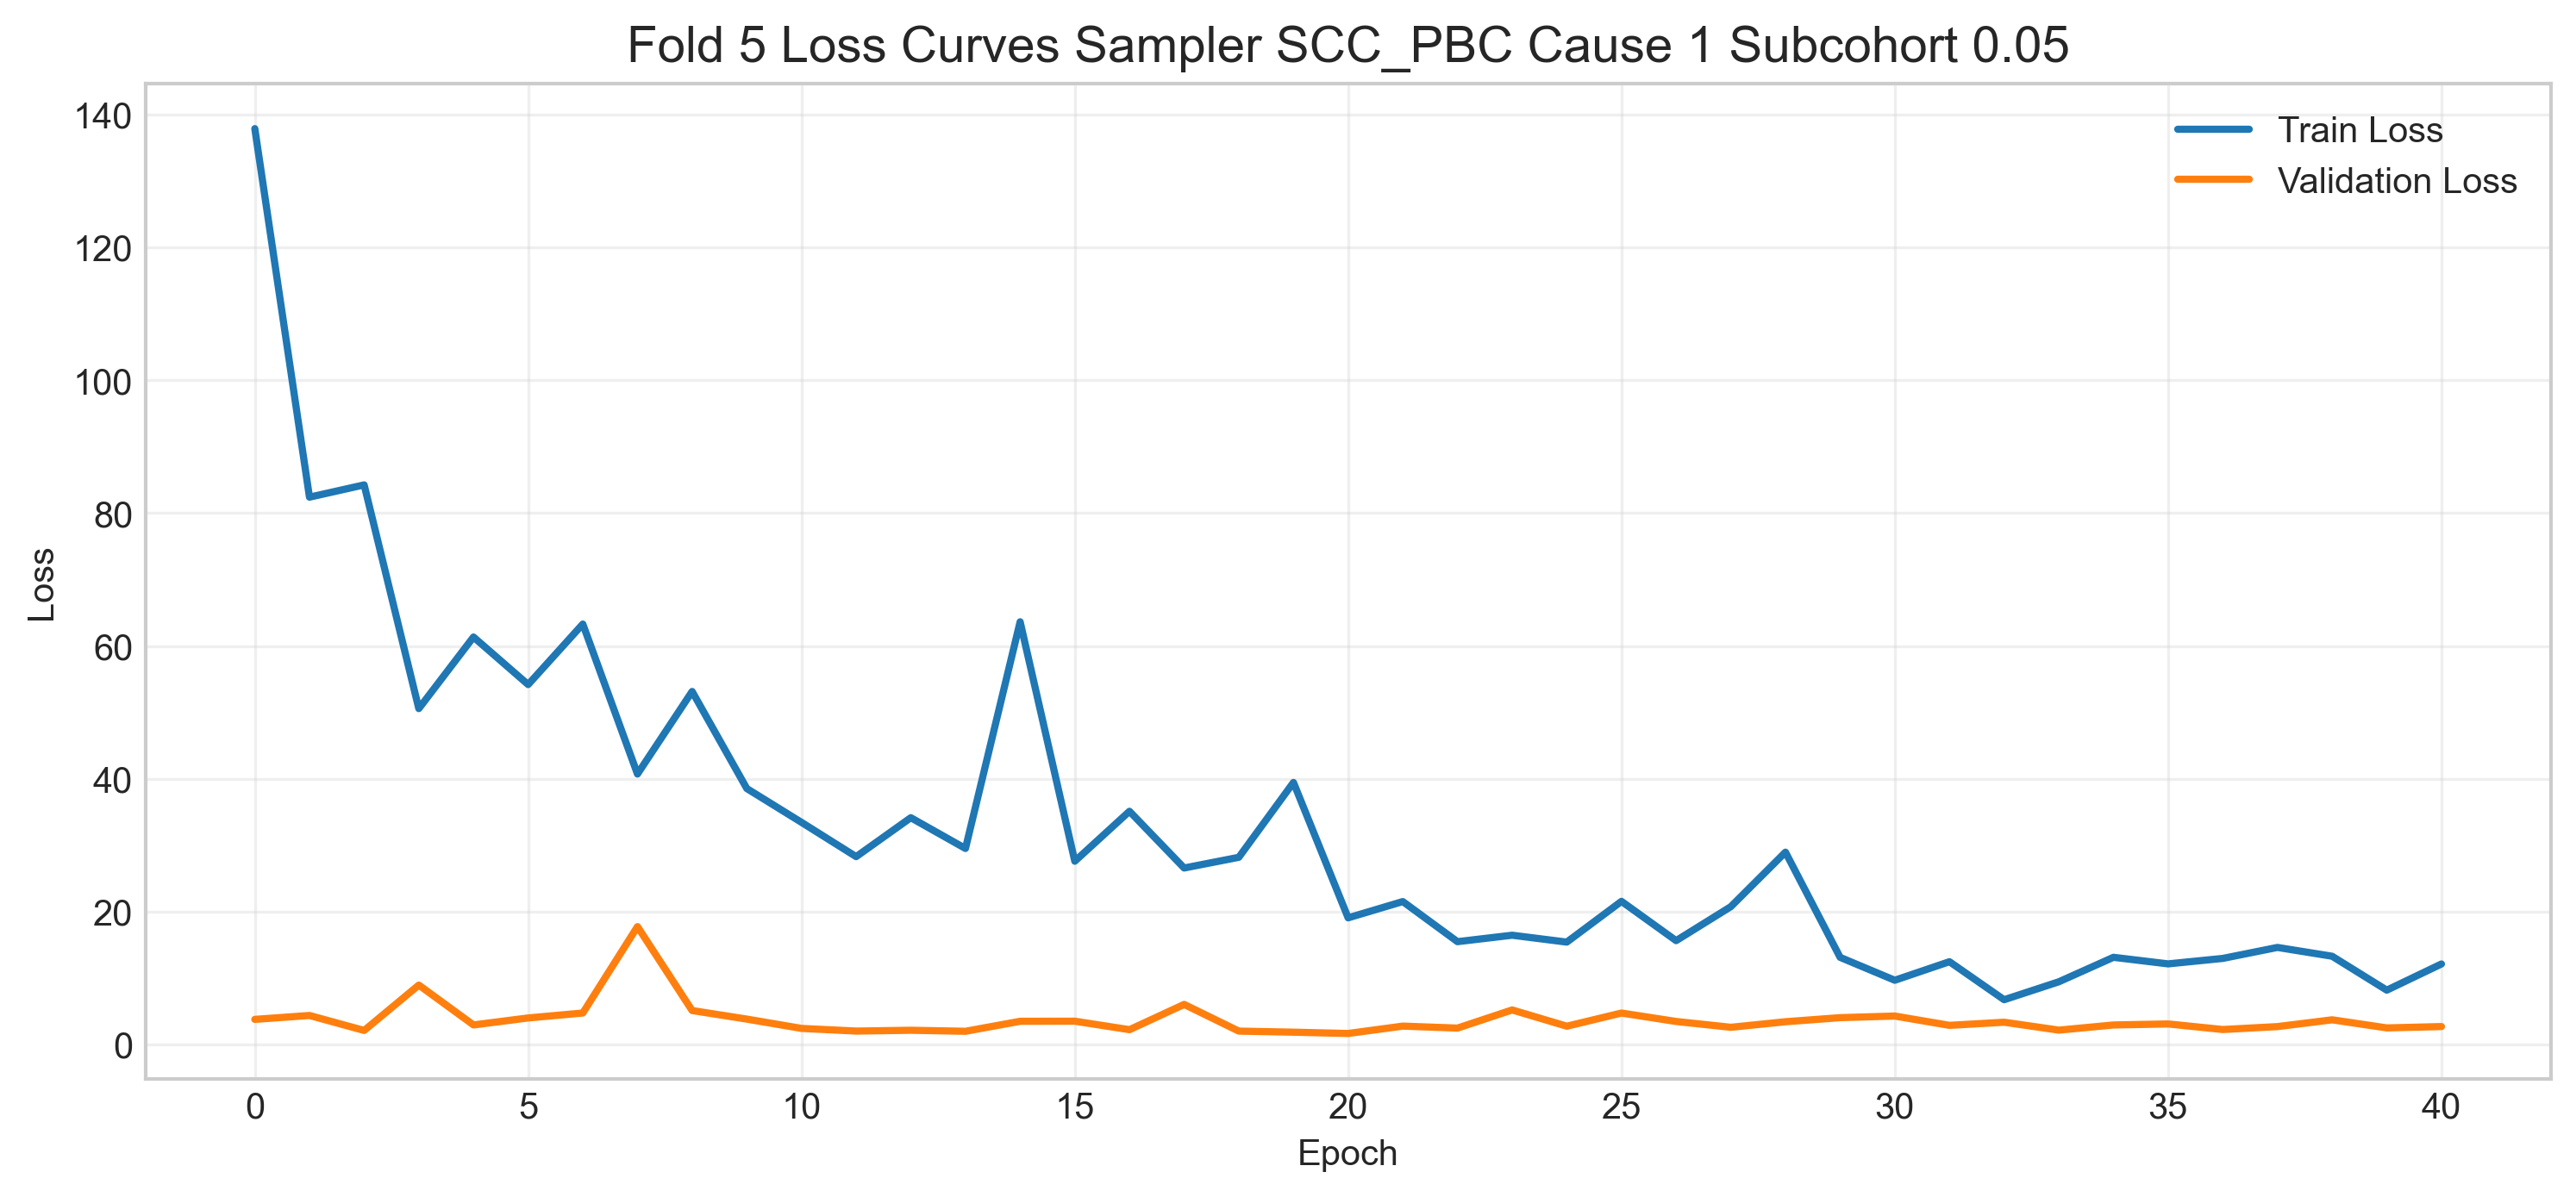 Fold 5 Loss Curves Sampler SCC_PBC Cause 1 Subcohort 0.05
Train Loss
Validation Loss
140
120
100
80
60
40
20
0
Loss
0 5 10 15 20 25 30 35 40
Epoch